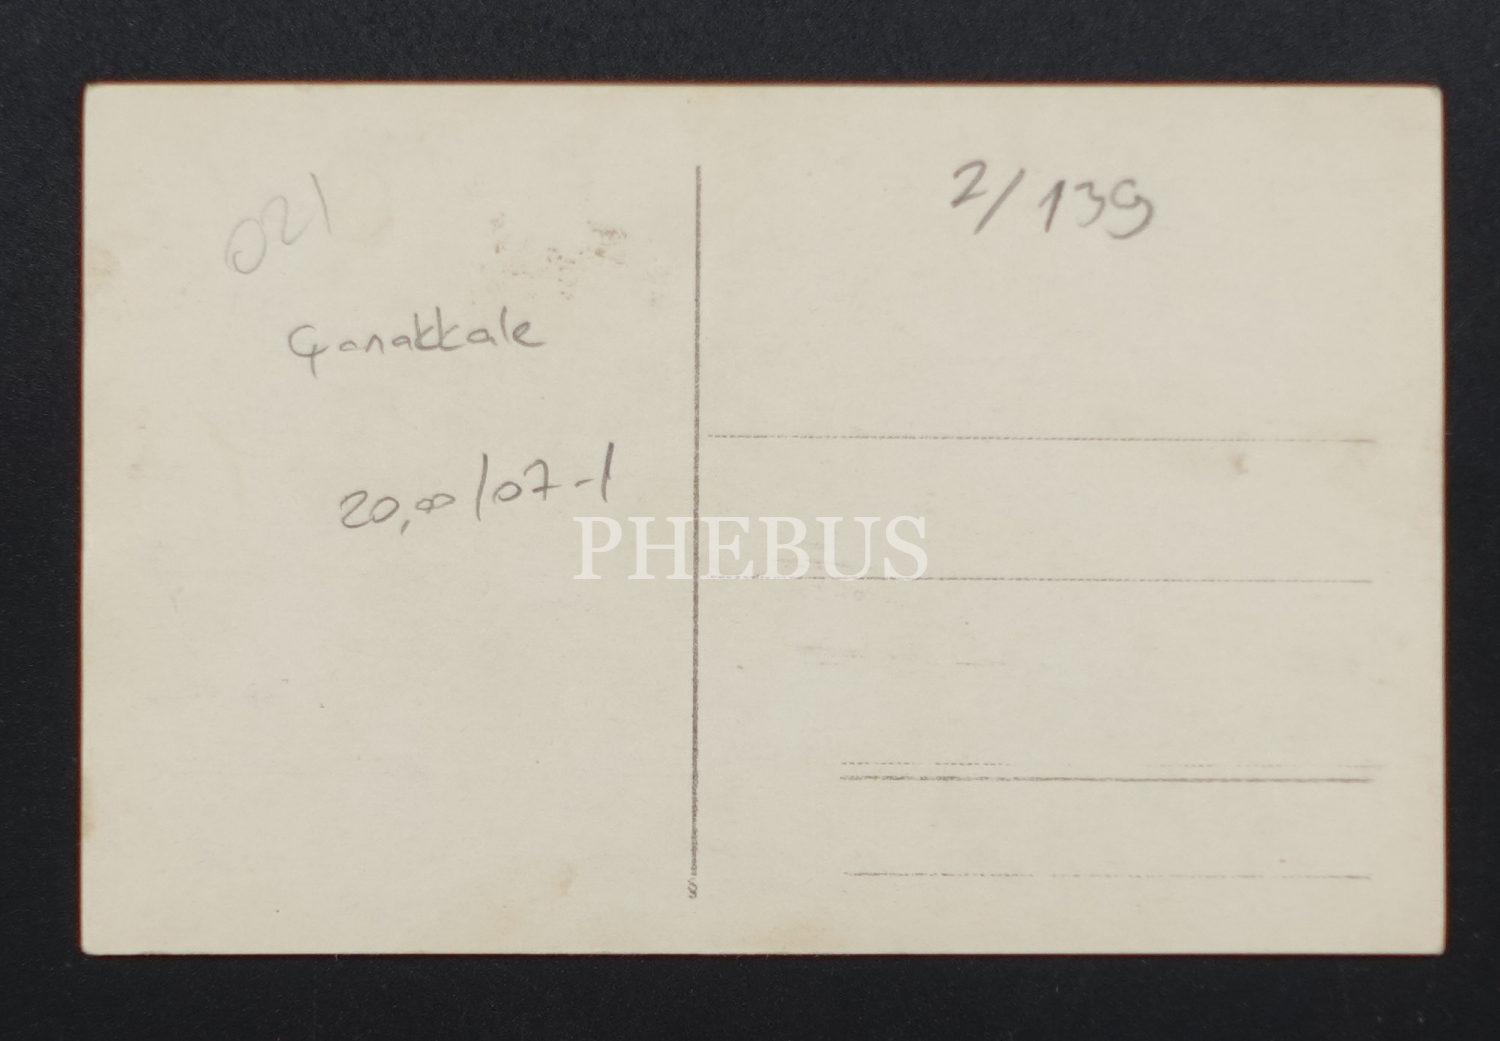 021
2/139
Çanakkale
20,00/07-1
PHEBUS